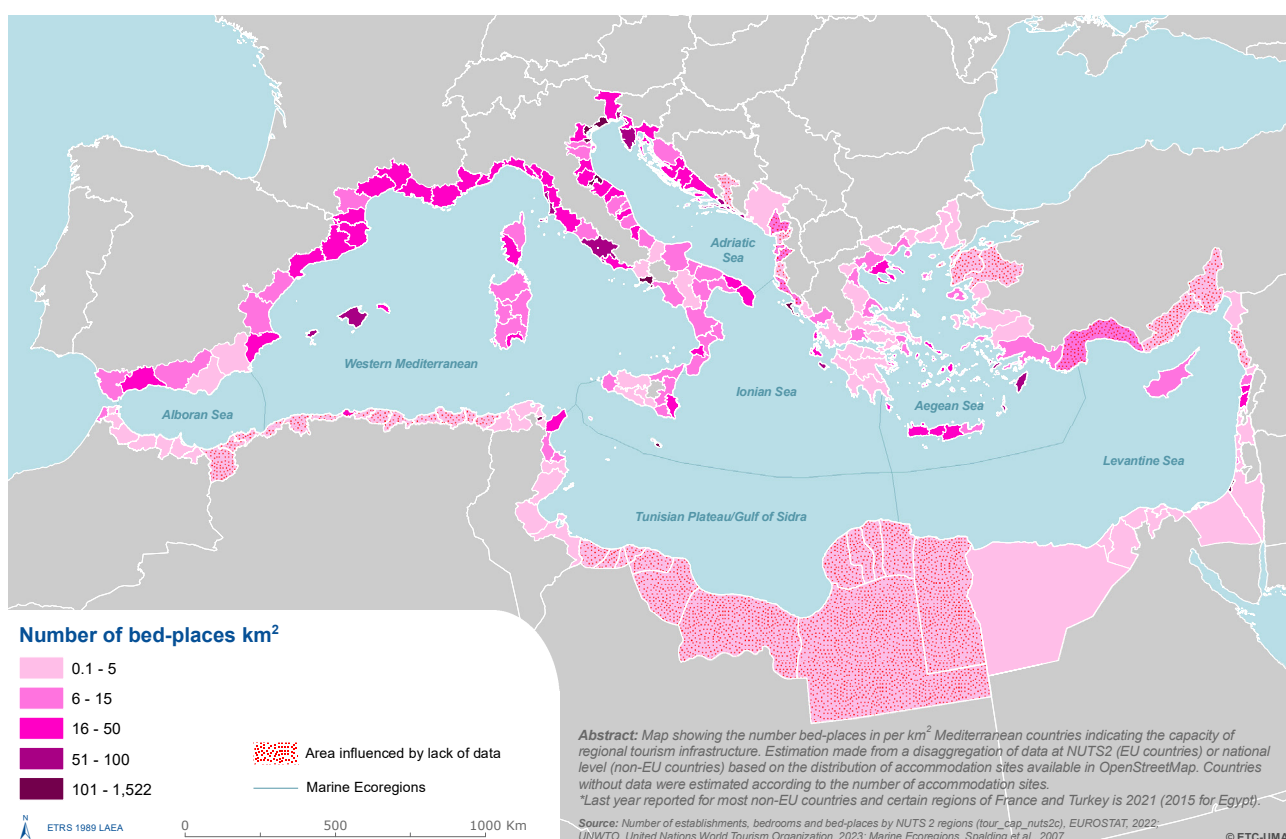 Adriatic
Sea
Western Mediterranean
Ionian Sea
Alboran Sea
Aegean Sea
Levantine Sea
Tunisian Plateau/Gulf of Sidra
Number of bed-places km²
0.1 - 5
6 - 15
16 - 50
51 - 100
101 - 1,522
Area influenced by lack of data
Marine Ecoregions
N
ETRS 1989 LAEA
0 500 1000 Km
Abstract: Map showing the number bed-places in per km² Mediterranean countries indicating the capacity of
regional tourism infrastructure. Estimation made from a disaggregation of data at NUTS2 (EU countries) or national
level (non-EU countries) based on the distribution of accommodation sites available in OpenStreetMap. Countries
without data were estimated according to the number of accommodation sites.
*Last year reported for most non-EU countries and certain regions of France and Turkey is 2021 (2015 for Egypt).
Source: Number of establishments, bedrooms and bed-places by NUTS 2 regions (tour_cap_nuts2c), EUROSTAT, 2022;
UNWTO, United Nations World Tourism Organization, 2023; Marine Ecoregions, Spalding et al., 2007
© ETC-UMA